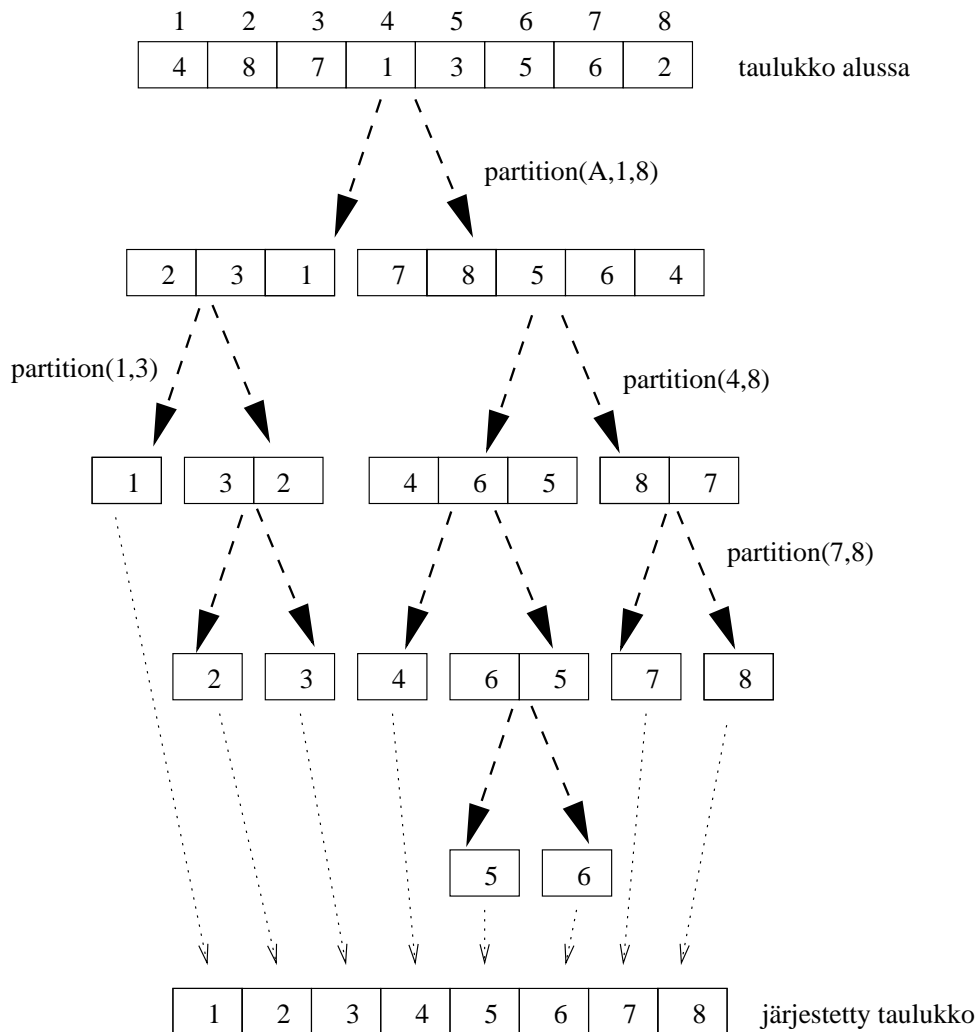 1 2 3 4 5 6 7 8
4 8 7 1 3 5 6 2 taulukko alussa
partition(A,1,8)
2 3 1 7 8 5 6 4
partition(1,3) partition(4,8)
1 3 2 4 6 5 8 7
partition(7,8)
2 3 4 6 5 7 8
5 6
1 2 3 4 5 6 7 8 järjestetty taulukko